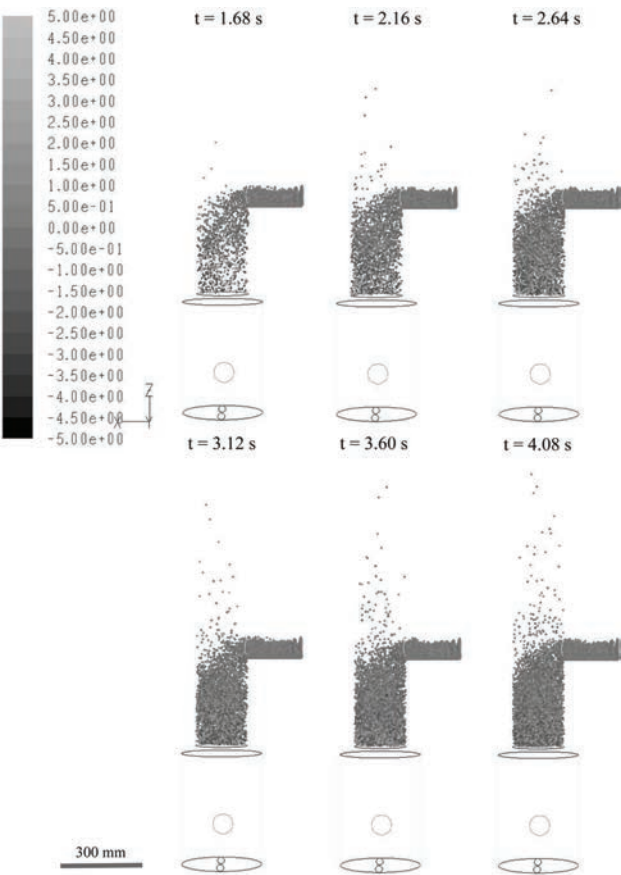 t = 1.68 s
t = 2.16 s
t = 2.64 s
5.00e+00
4.50e+00
4.00e+00
3.50e+00
3.00e+00
2.50e+00
2.00e+00
1.50e+00
1.00e+00
5.00e-01
0.00e+00
-5.00e-01
-1.00e+00
-1.50e+00
-2.00e+00
-2.50e+00
-3.00e+00
-3.50e+00
-4.00e+00
-4.50e+00
-5.00e+00
Z
t = 3.12 s
t = 3.60 s
t = 4.08 s
300 mm